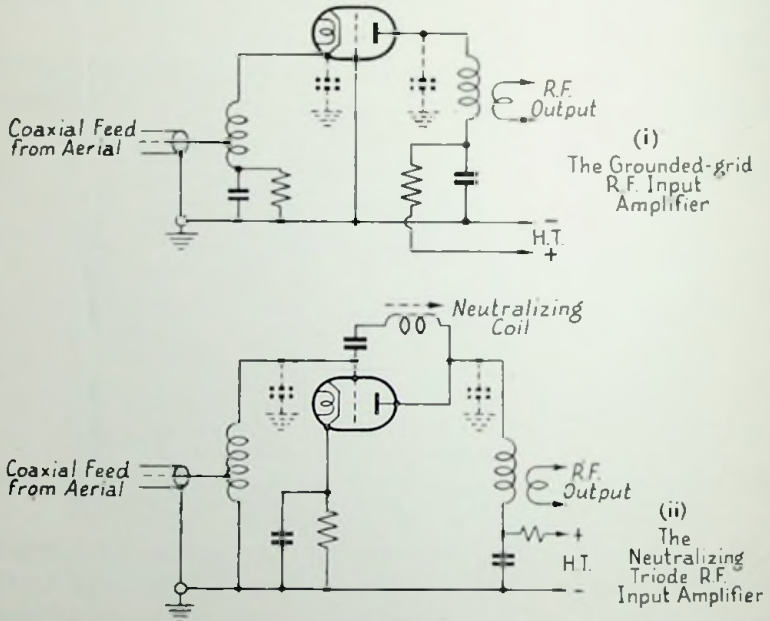 Coaxial Feed
from Aerial
R.F.
Output
(i)
The Grounded-grid
R.F. Input
Amplifier
−
H.T.
+
Neutralizing
Coil
Coaxial Feed
from Aerial
R.F.
Output
(ii)
The
Neutralizing
Triode R.F.
Input Amplifier
+
H.T.
−